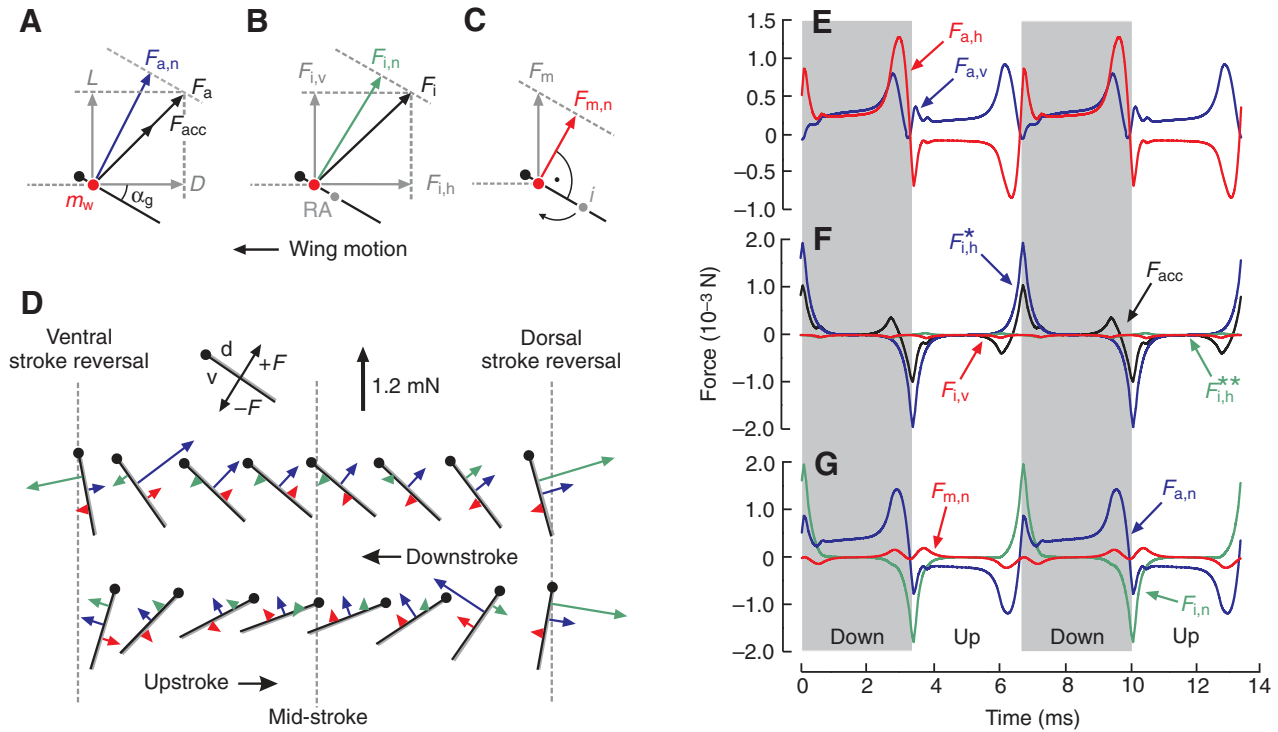 A
F_a,n
L
F_a
F_acc
D
α_g
m_w
B
F_i,v
F_i,n
F_i
F_i,h
RA
C
F_m
F_m,n
i
Wing motion
D
Ventral
stroke reversal
d
v
+F
–F
1.2 mN
Dorsal
stroke reversal
Downstroke
Upstroke
Mid-stroke
Force (10⁻³ N)
E
F_a,h
F_a,v
1.5
1.0
0.5
0
–0.5
–1.0
F
F_i,h*
F_acc
F_i,v
F_i,h**
2.0
1.0
0
–1.0
–2.0
G
F_m,n
F_a,n
F_i,n
2.0
1.0
0
–1.0
–2.0
Down Up Down Up
0 2 4 6 8 10 12 14
Time (ms)